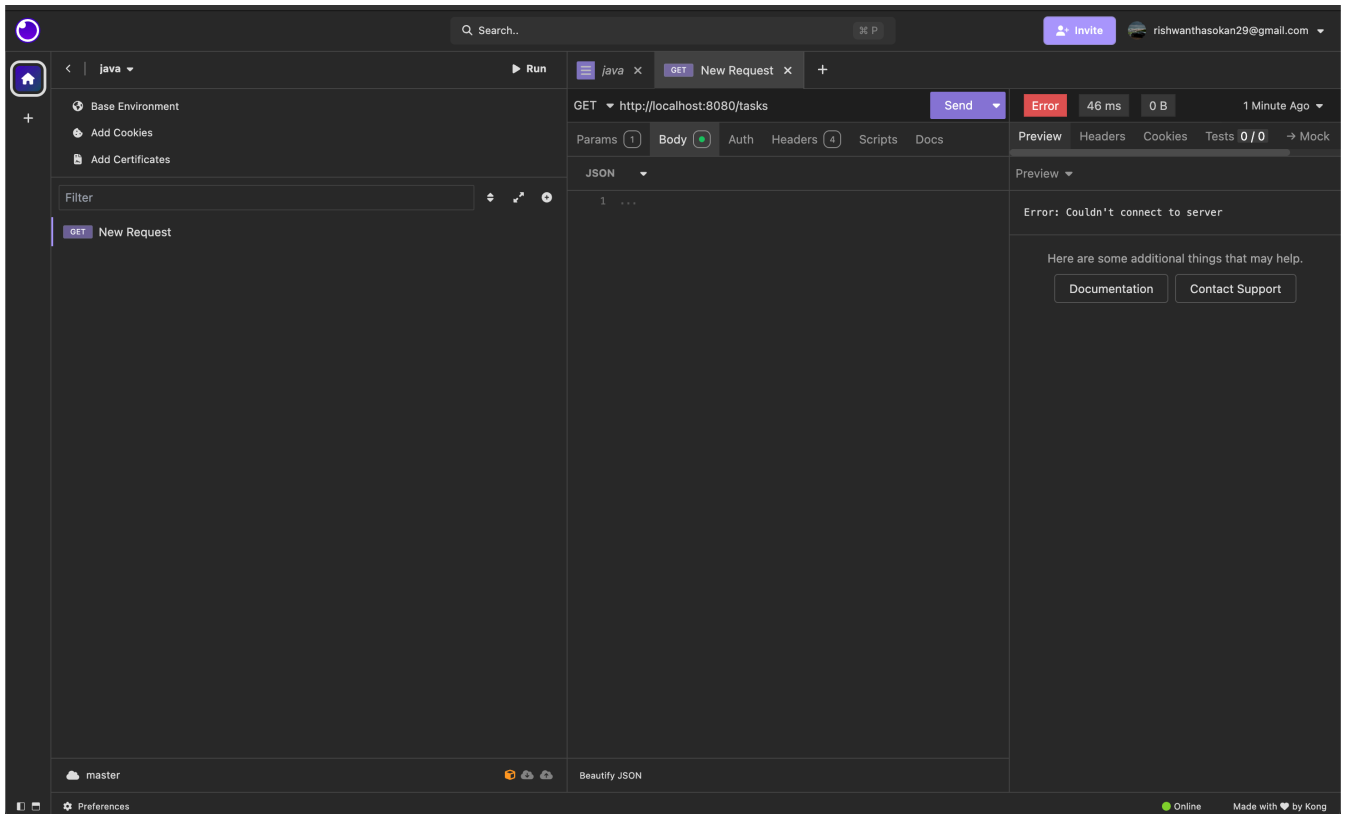 Search..
⌘ P
Invite
rishwanthasokan29@gmail.com
java
Run
java
GET New Request
Base Environment
Add Cookies
Add Certificates
Filter
GET New Request
GET http://localhost:8080/tasks
Send
Params 1 Body Auth Headers 4 Scripts Docs
JSON
1 ...
Error 46 ms 0 B 1 Minute Ago
Preview Headers Cookies Tests 0 / 0 → Mock
Preview
Error: Couldn't connect to server
Here are some additional things that may help.
Documentation Contact Support
master
Beautify JSON
Preferences
Online
Made with ❤ by Kong